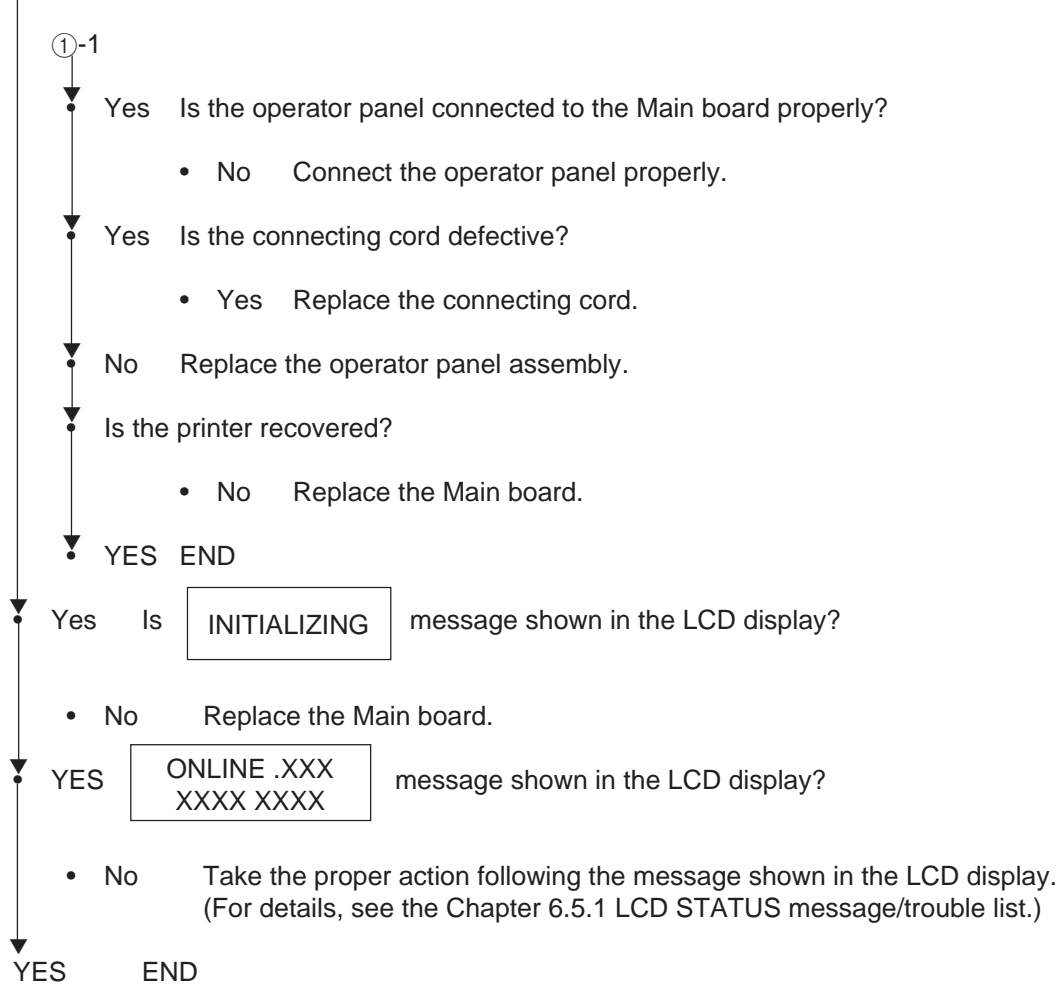 ①-1
Yes Is the operator panel connected to the Main board properly?
• No Connect the operator panel properly.
Yes Is the connecting cord defective?
• Yes Replace the connecting cord.
No Replace the operator panel assembly.
Is the printer recovered?
• No Replace the Main board.
YES END
Yes Is INITIALIZING message shown in the LCD display?
• No Replace the Main board.
YES ONLINE .XXX
XXXX XXXX message shown in the LCD display?
• No Take the proper action following the message shown in the LCD display.
(For details, see the Chapter 6.5.1 LCD STATUS message/trouble list.)
YES END